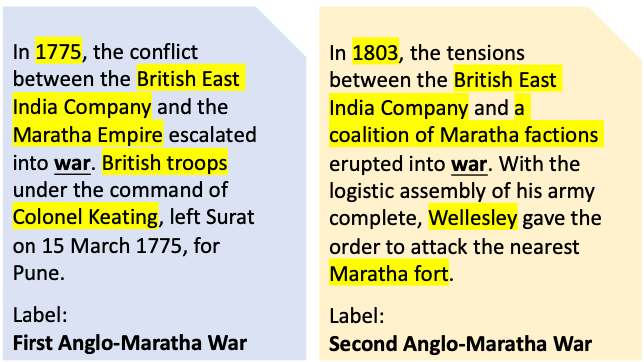 In 1775, the conflict
between the British East
India Company and the
Maratha Empire escalated
into war. British troops
under the command of
Colonel Keating, left Surat
on 15 March 1775, for
Pune.
Label:
First Anglo-Maratha War
In 1803, the tensions
between the British East
India Company and a
coalition of Maratha factions
erupted into war. With the
logistic assembly of his army
complete, Wellesley gave the
order to attack the nearest
Maratha fort.
Label:
Second Anglo-Maratha War